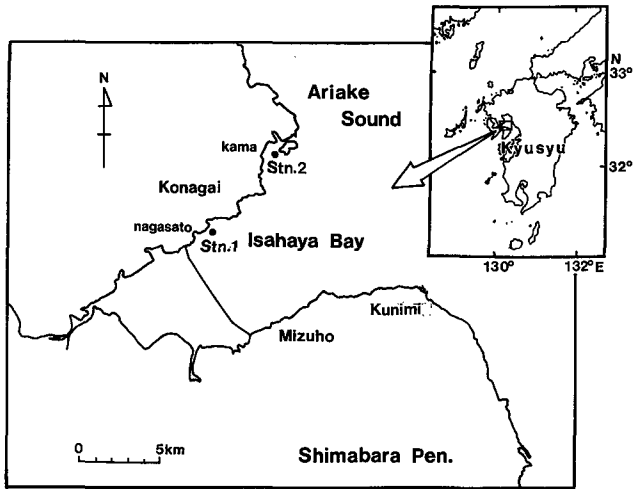 N
Ariake
Sound
kama
Stn.2
Konagai
nagasato
Stn.1
Isahaya Bay
Kunimi
Mizuho
0
5km
Shimabara Pen.
N
33°
Kyusyu
32°
130°
132°E